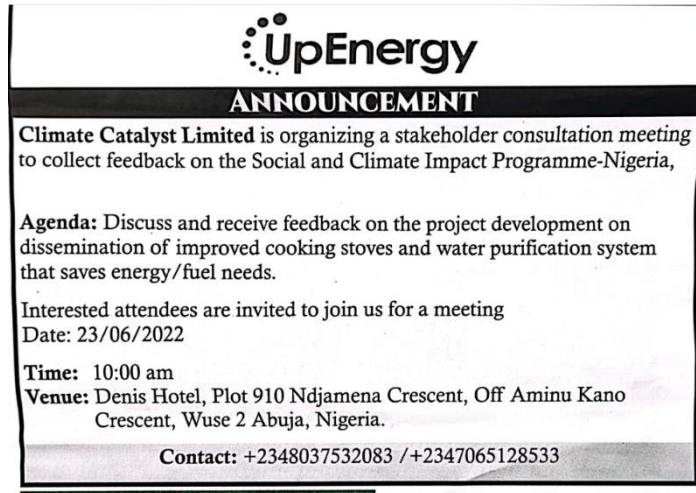 UpEnergy
ANNOUNCEMENT
Climate Catalyst Limited is organizing a stakeholder consultation meeting
to collect feedback on the Social and Climate Impact Programme-Nigeria,
Agenda: Discuss and receive feedback on the project development on
dissemination of improved cooking stoves and water purification system
that saves energy/fuel needs.
Interested attendees are invited to join us for a meeting
Date: 23/06/2022
Time: 10:00 am
Venue: Denis Hotel, Plot 910 Ndjamena Crescent, Off Aminu Kano
Crescent, Wuse 2 Abuja, Nigeria.
Contact: +2348037532083 /+2347065128533